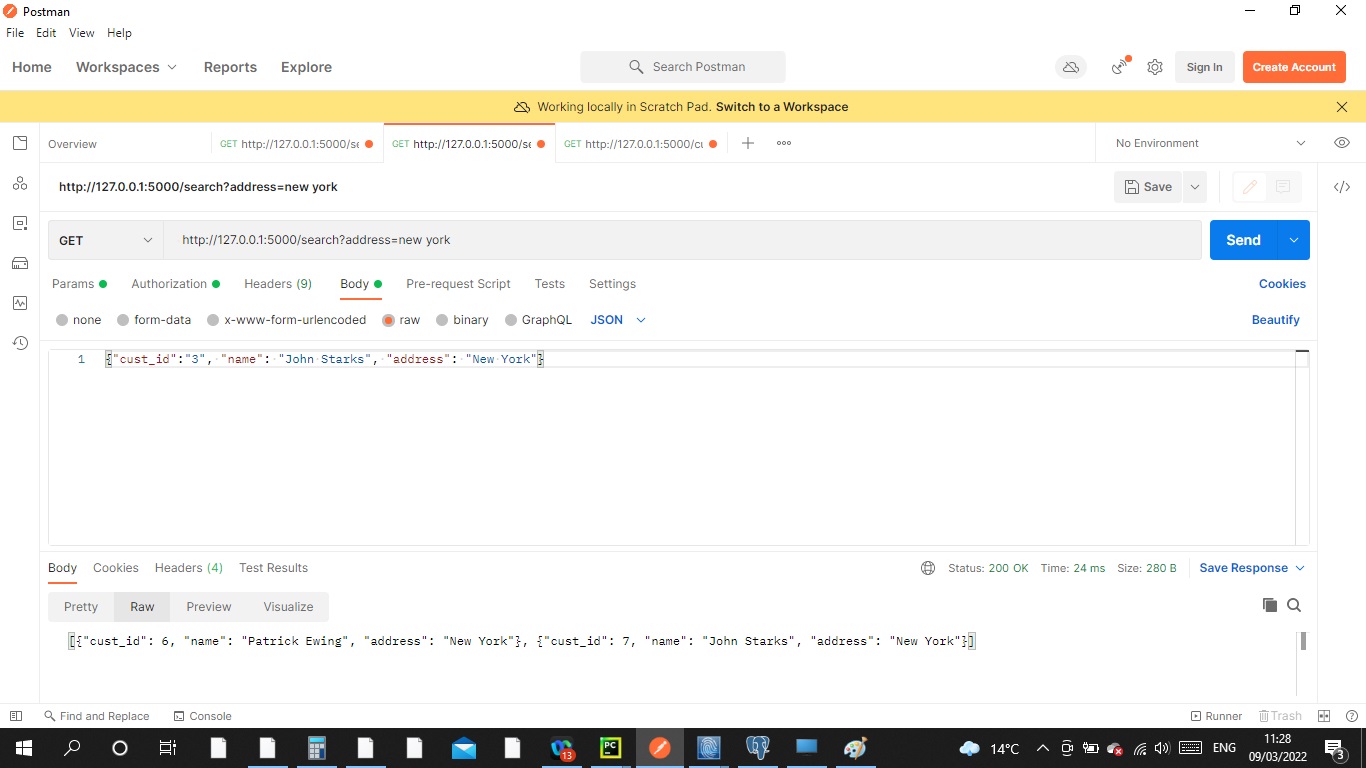 Postman
File Edit View Help
Home Workspaces Reports Explore Search Postman Sign In Create Account
Working locally in Scratch Pad. Switch to a Workspace
Overview GET http://127.0.0.1:5000/se GET http://127.0.0.1:5000/se GET http://127.0.0.1:5000/cu No Environment
http://127.0.0.1:5000/search?address=new york Save
GET http://127.0.0.1:5000/search?address=new york Send
Params Authorization Headers (9) Body Pre-request Script Tests Settings Cookies
none form-data x-www-form-urlencoded raw binary GraphQL JSON Beautify
1 {"cust_id":"3", "name": "John Starks", "address": "New York"}
Body Cookies Headers (4) Test Results Status: 200 OK Time: 24 ms Size: 280 B Save Response
Pretty Raw Preview Visualize
[{"cust_id": 6, "name": "Patrick Ewing", "address": "New York"}, {"cust_id": 7, "name": "John Starks", "address": "New York"}]
Find and Replace Console Runner Trash
13 PC 14°C ENG 11:28
09/03/2022 3